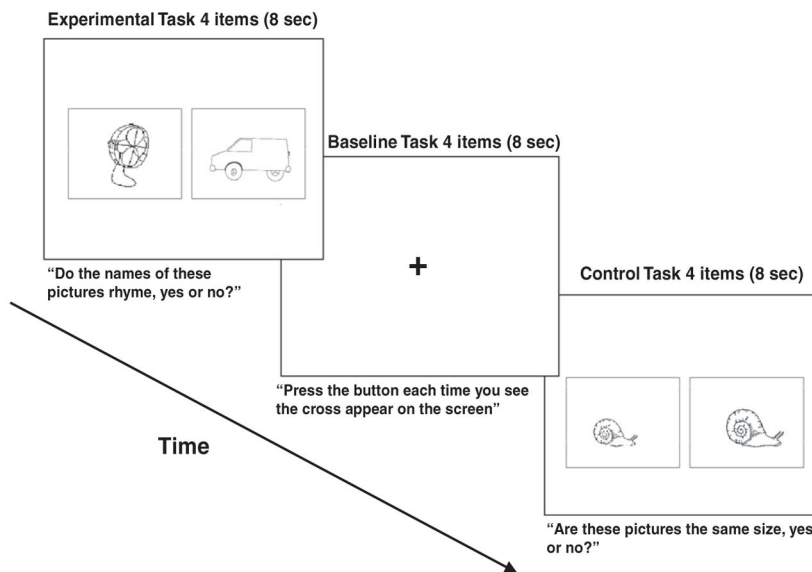 Experimental Task 4 items (8 sec)
Baseline Task 4 items (8 sec)
“Do the names of these
pictures rhyme, yes or no?”
+
Control Task 4 items (8 sec)
“Press the button each time you see
the cross appear on the screen”
Time
“Are these pictures the same size, yes
or no?”